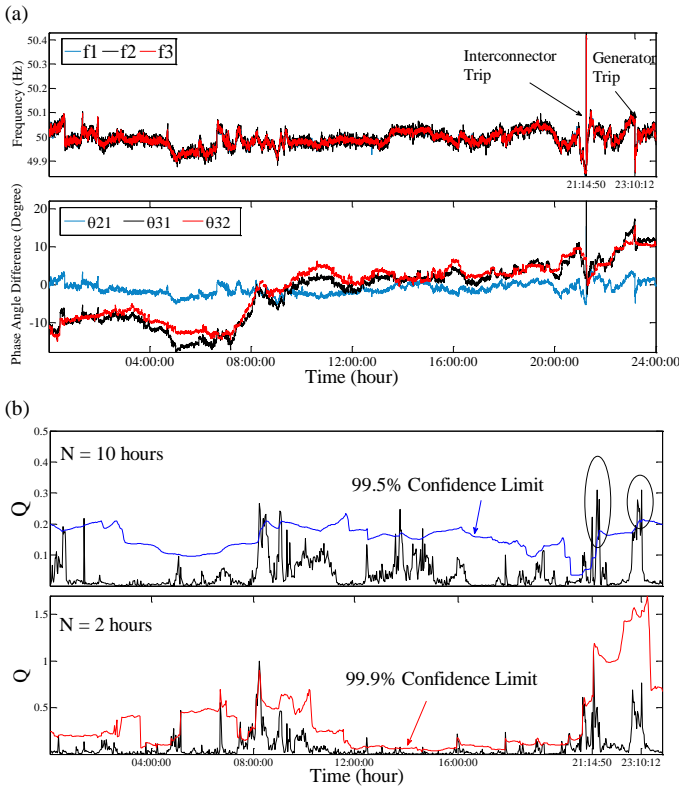 (a)
50.4
50.3
50.2
50.1
50
49.9
Frequency (Hz)
f1 f2 f3
Interconnector
Trip
Generator
Trip
21:14:50 23:10:12
20
10
0
-10
Phase Angle Difference (Degree)
θ21 θ31 θ32
04:00:00 08:00:00 12:00:00 16:00:00 20:00:00 24:00:00
Time (hour)
(b)
0.5
0.4
0.3
0.2
0.1
0
Q
N = 10 hours
99.5% Confidence Limit
1.5
1
0.5
Q
N = 2 hours
99.9% Confidence Limit
04:00:00 08:00:00 12:00:00 16:00:00 21:14:50 23:10:12
Time (hour)